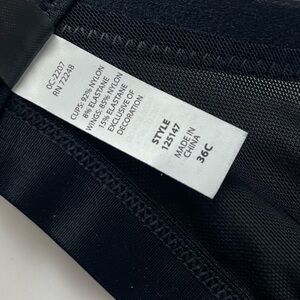 0C-2207
RN 72248
CUPS: 92% NYLON
8% ELASTANE
WINGS: 85% NYLON
15% ELASTANE
EXCLUSIVE OF
DECORATION
STYLE
125147
MADE IN
CHINA
36C